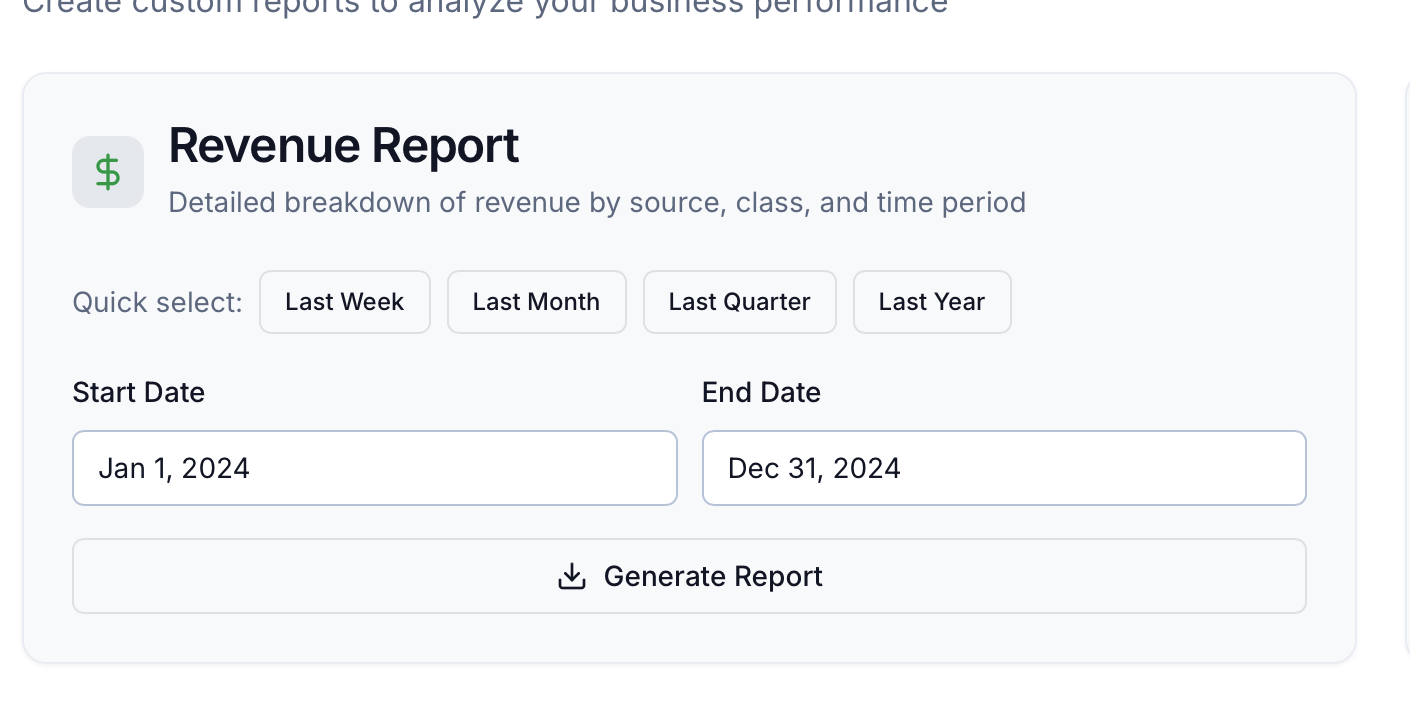 Create custom reports to analyze your business performance
$
Revenue Report
Detailed breakdown of revenue by source, class, and time period
Quick select: Last Week Last Month Last Quarter Last Year
Start Date End Date
Jan 1, 2024 Dec 31, 2024
Generate Report